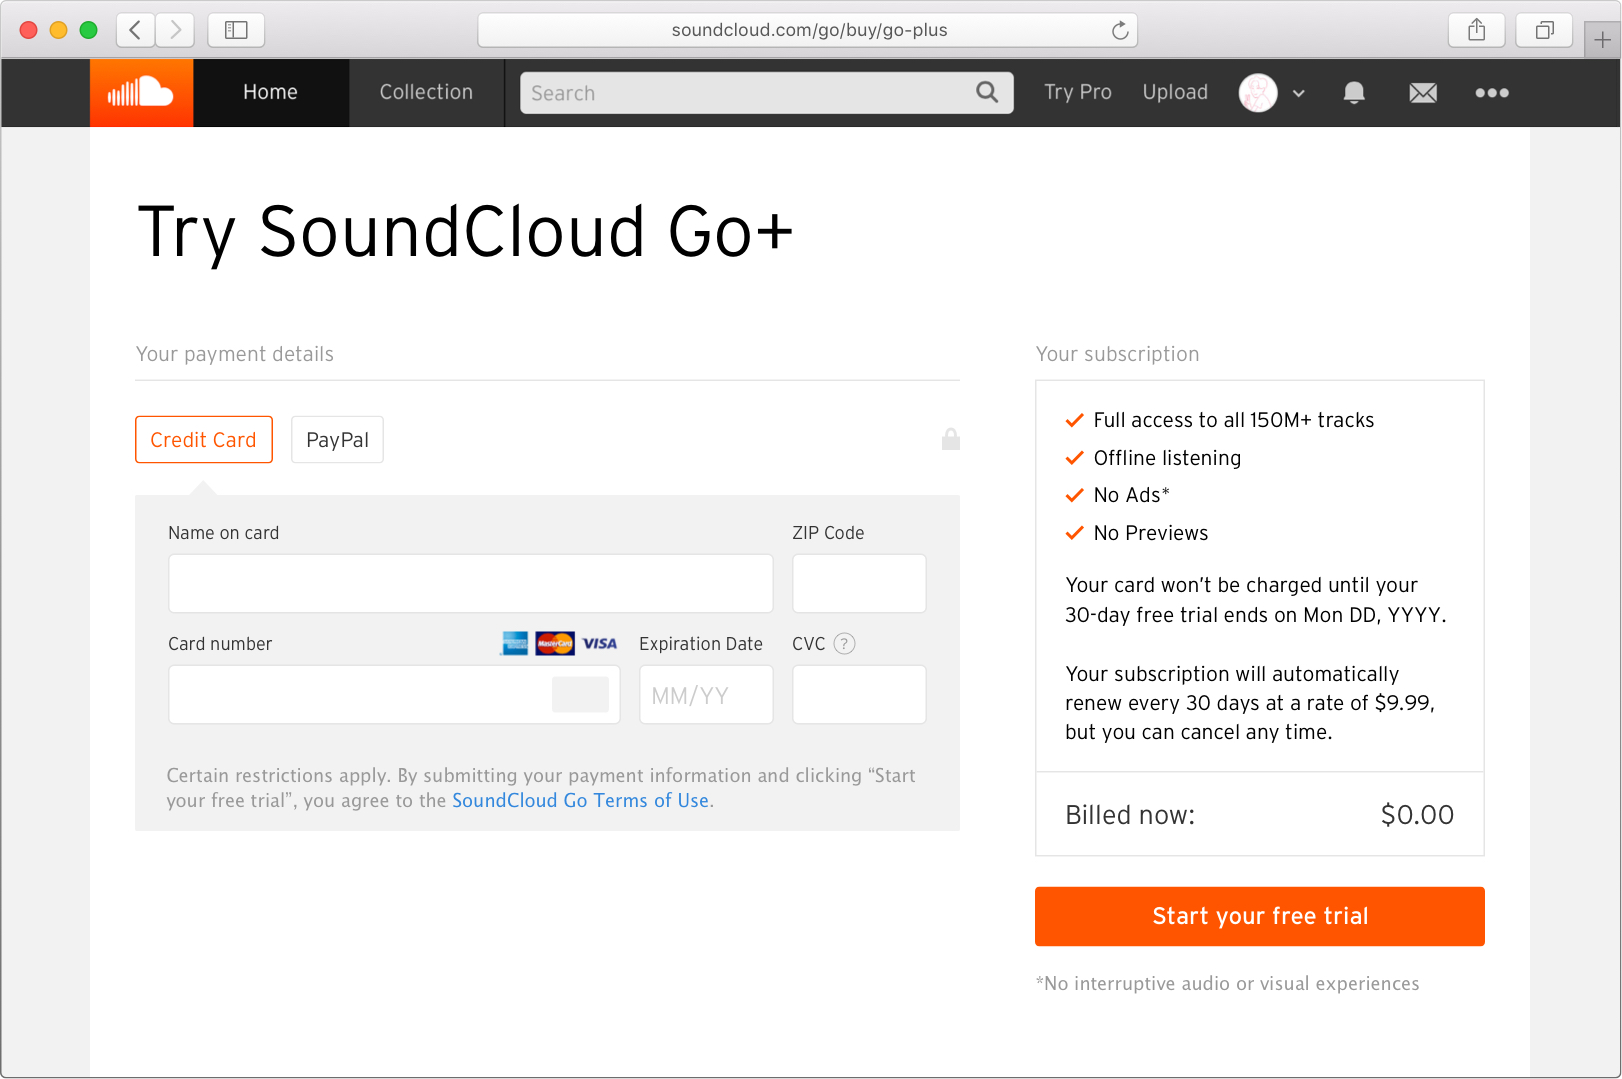 soundcloud.com/go/buy/go-plus
Home
Collection
Search
Try Pro
Upload
Try SoundCloud Go+
Your payment details
Credit Card
PayPal
Name on card
ZIP Code
Card number
MasterCard
VISA
Expiration Date
CVC ?
MM/YY
Certain restrictions apply. By submitting your payment information and clicking “Start
your free trial”, you agree to the SoundCloud Go Terms of Use.
Your subscription
Full access to all 150M+ tracks
Offline listening
No Ads*
No Previews
Your card won’t be charged until your
30-day free trial ends on Mon DD, YYYY.
Your subscription will automatically
renew every 30 days at a rate of $9.99,
but you can cancel any time.
Billed now: $0.00
Start your free trial
*No interruptive audio or visual experiences